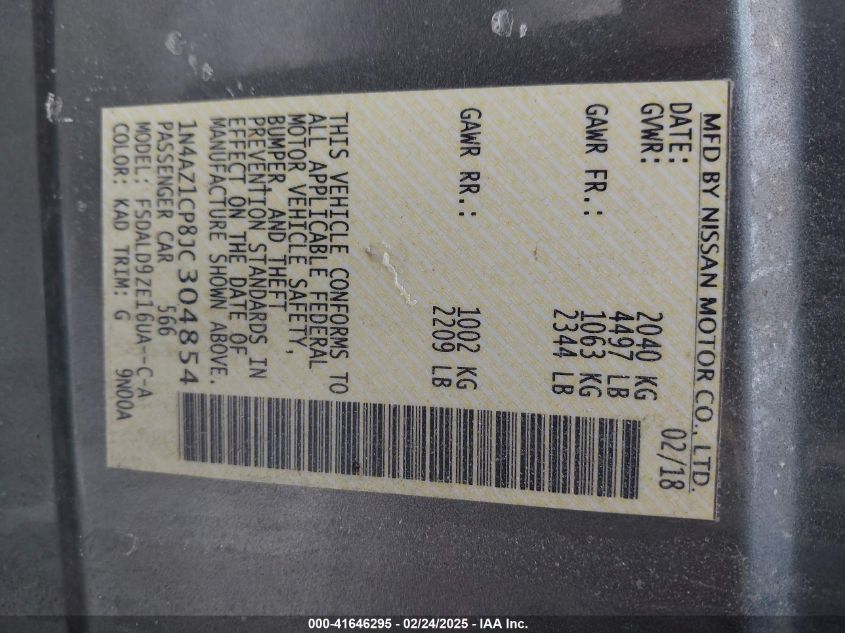 MFD BY NISSAN MOTOR CO., LTD.
DATE: 02/18
GVWR: 2040 KG
4497 LB
GAWR FR.: 1063 KG
2344 LB
GAWR RR.: 1002 KG
2209 LB
THIS VEHICLE CONFORMS TO
ALL APPLICABLE FEDERAL
MOTOR VEHICLE SAFETY,
BUMPER, AND THEFT
PREVENTION STANDARDS IN
EFFECT ON THE DATE OF
MANUFACTURE SHOWN ABOVE.
1N4AZ1CP8JC304854
PASSENGER CAR 566
MODEL: FSDALD9ZE16UA--C-A
COLOR: KAD TRIM: G 9N00A
000-41646295 - 02/24/2025 - IAA Inc.